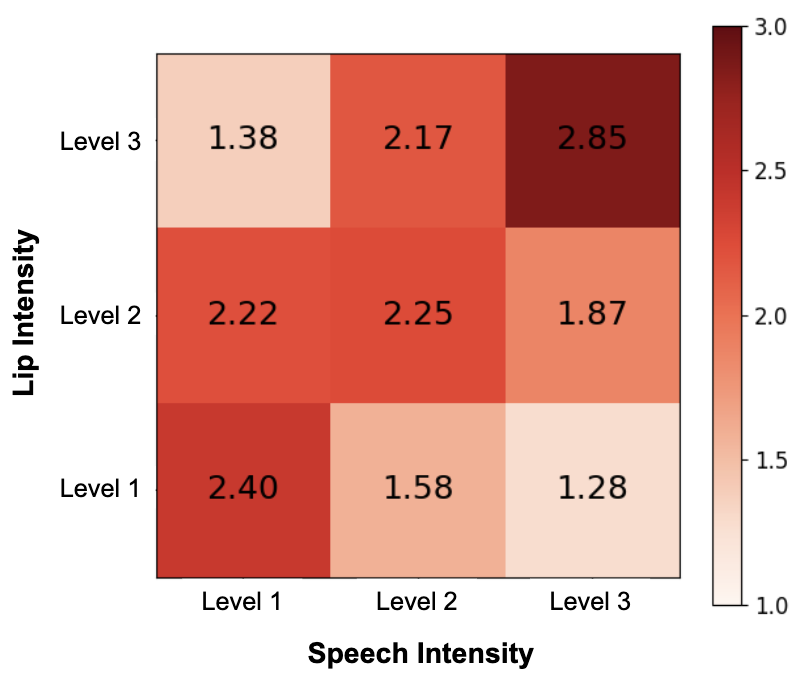 3.0
Level 3 1.38 2.17 2.85
2.5
Lip Intensity
Level 2 2.22 2.25 1.87
2.0
1.5
Level 1 2.40 1.58 1.28
1.0
Level 1 Level 2 Level 3
Speech Intensity